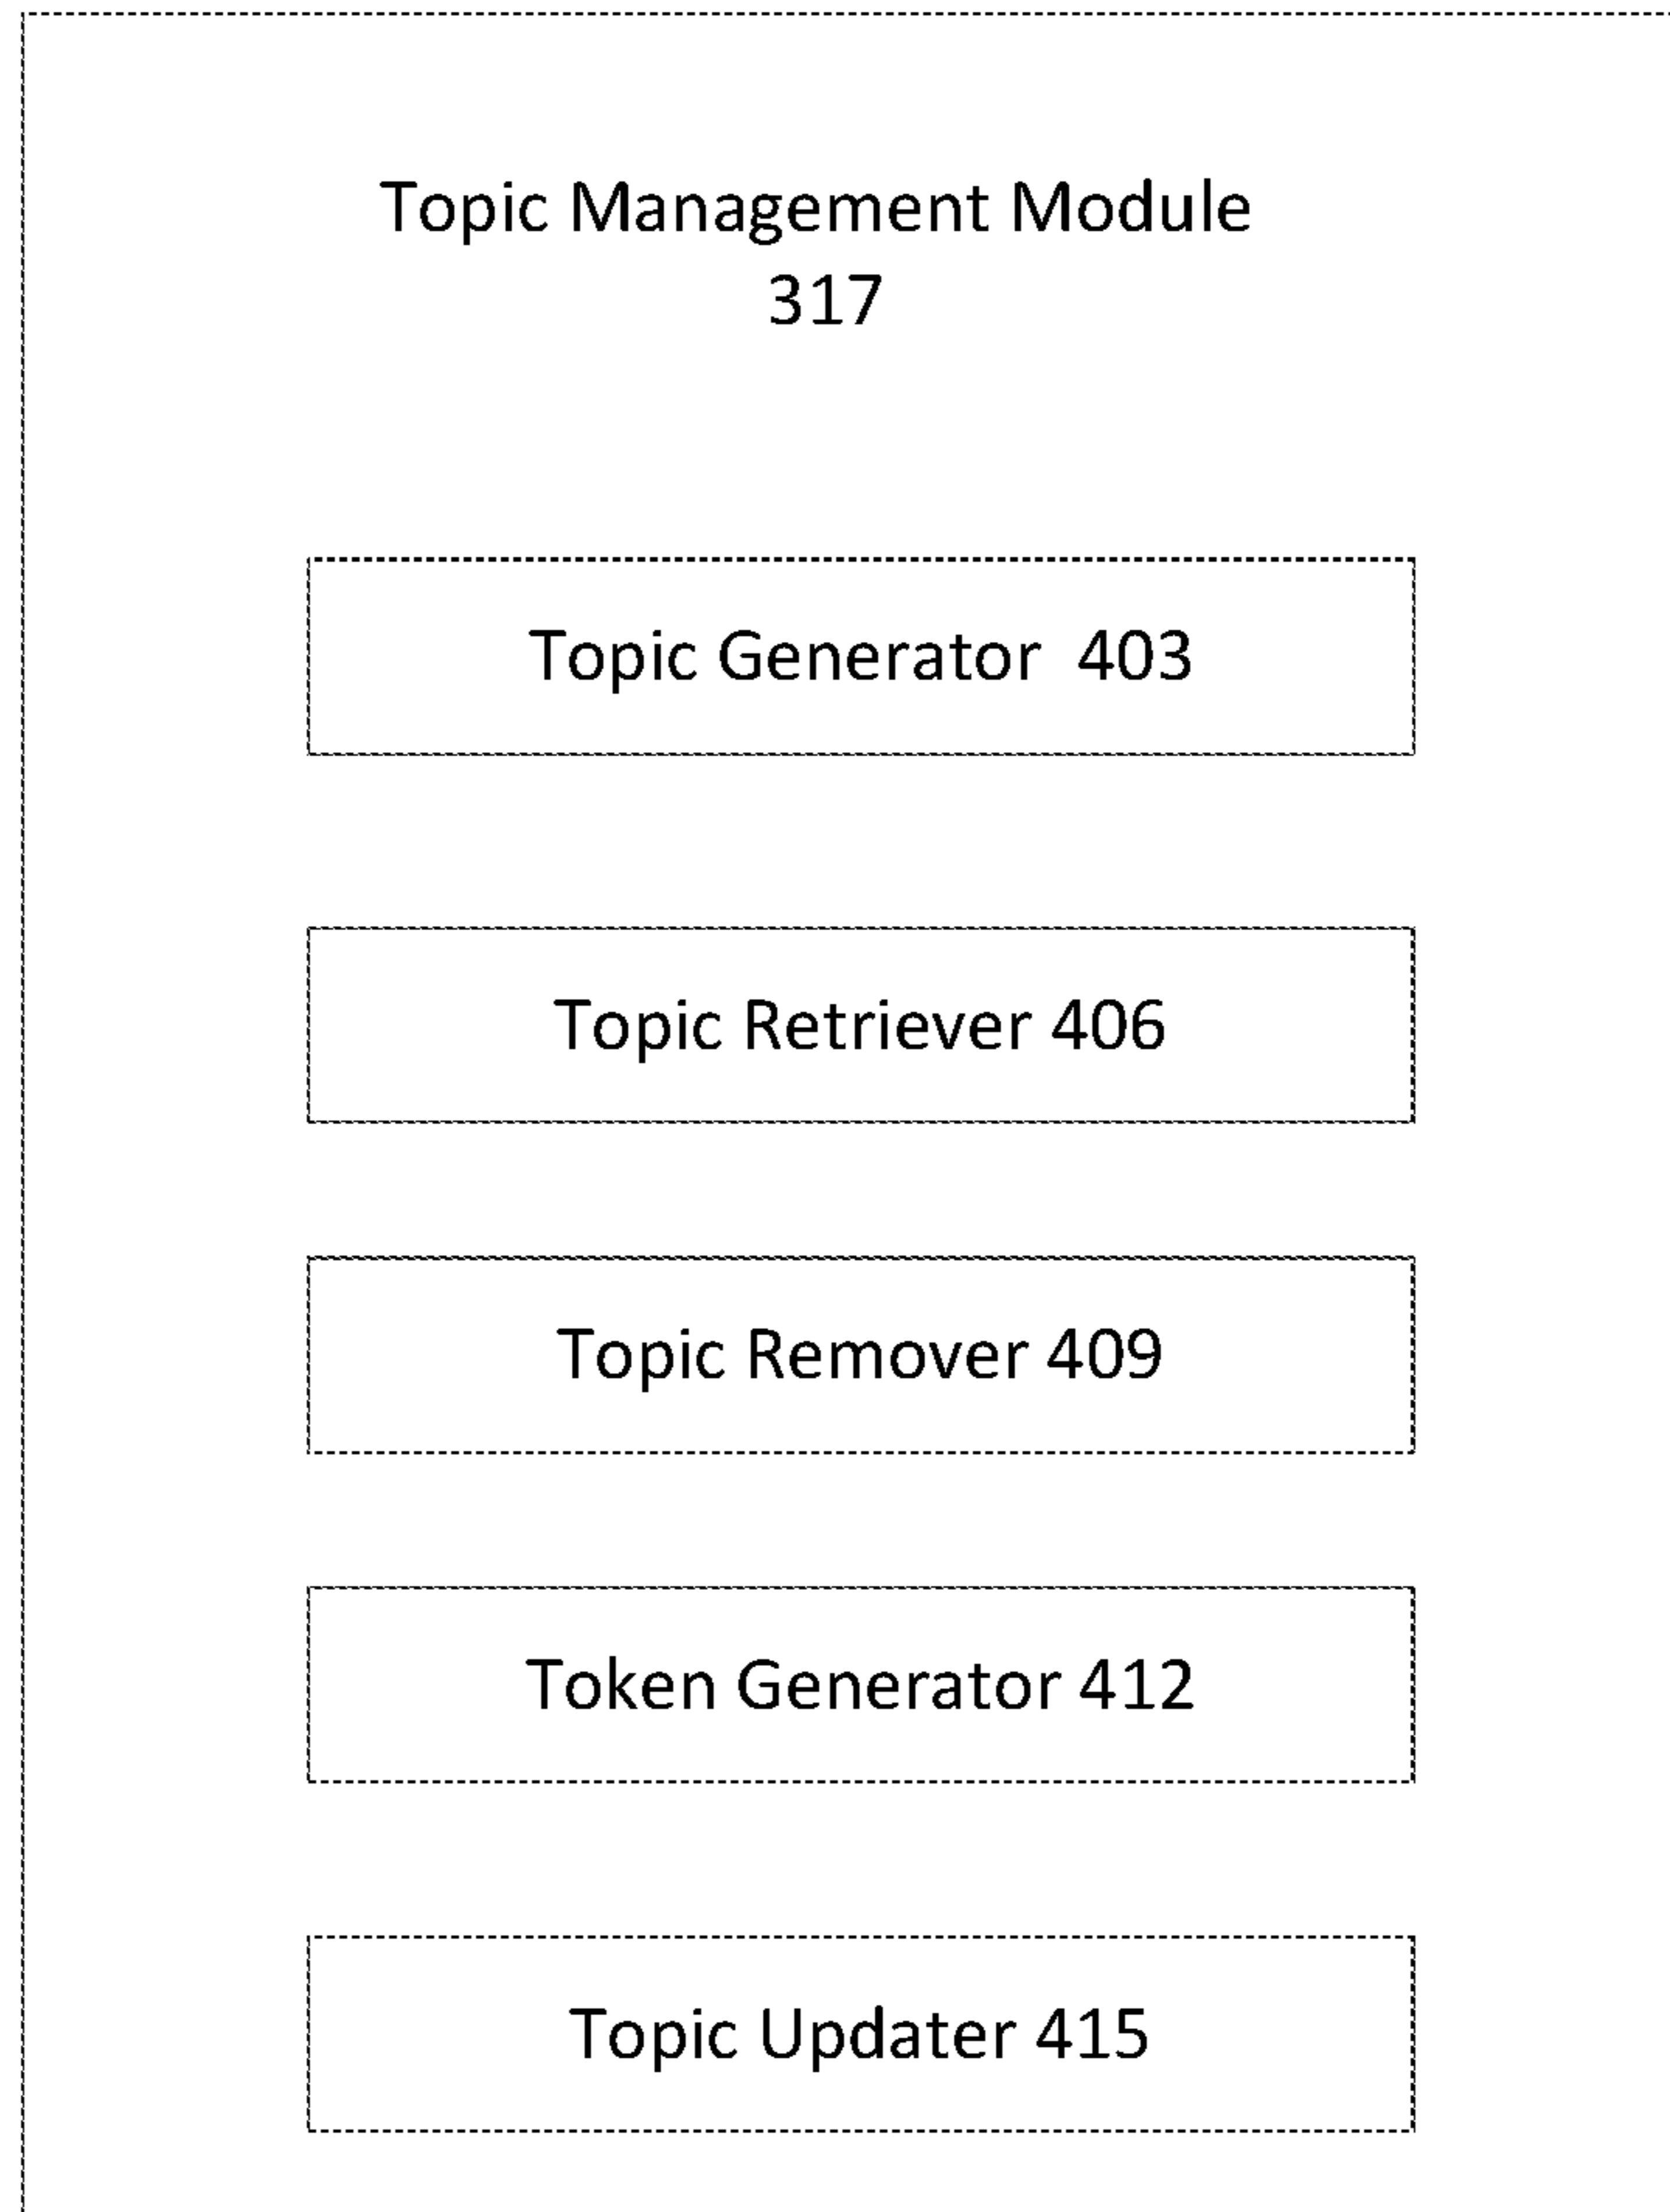 Topic Management Module
317
Topic Generator 403
Topic Retriever 406
Topic Remover 409
Token Generator 412
Topic Updater 415